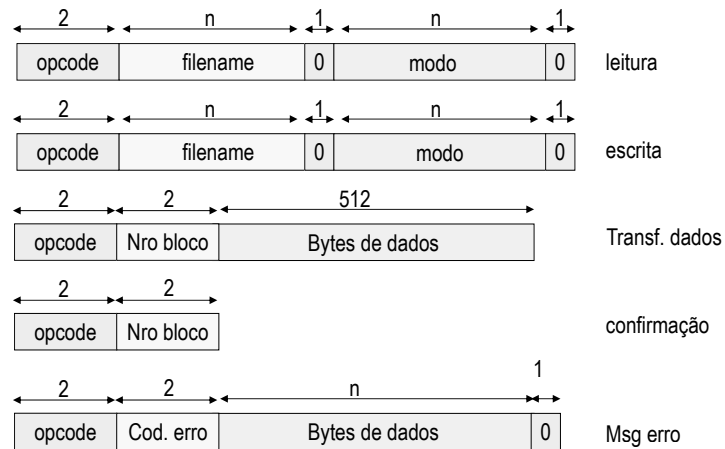 2 n 1 n 1
opcode filename 0 modo 0 leitura
2 n 1 n 1
opcode filename 0 modo 0 escrita
2 2 512
opcode Nro bloco Bytes de dados Transf. dados
2 2
opcode Nro bloco confirmação
2 2 n 1
opcode Cod. erro Bytes de dados 0 Msg erro